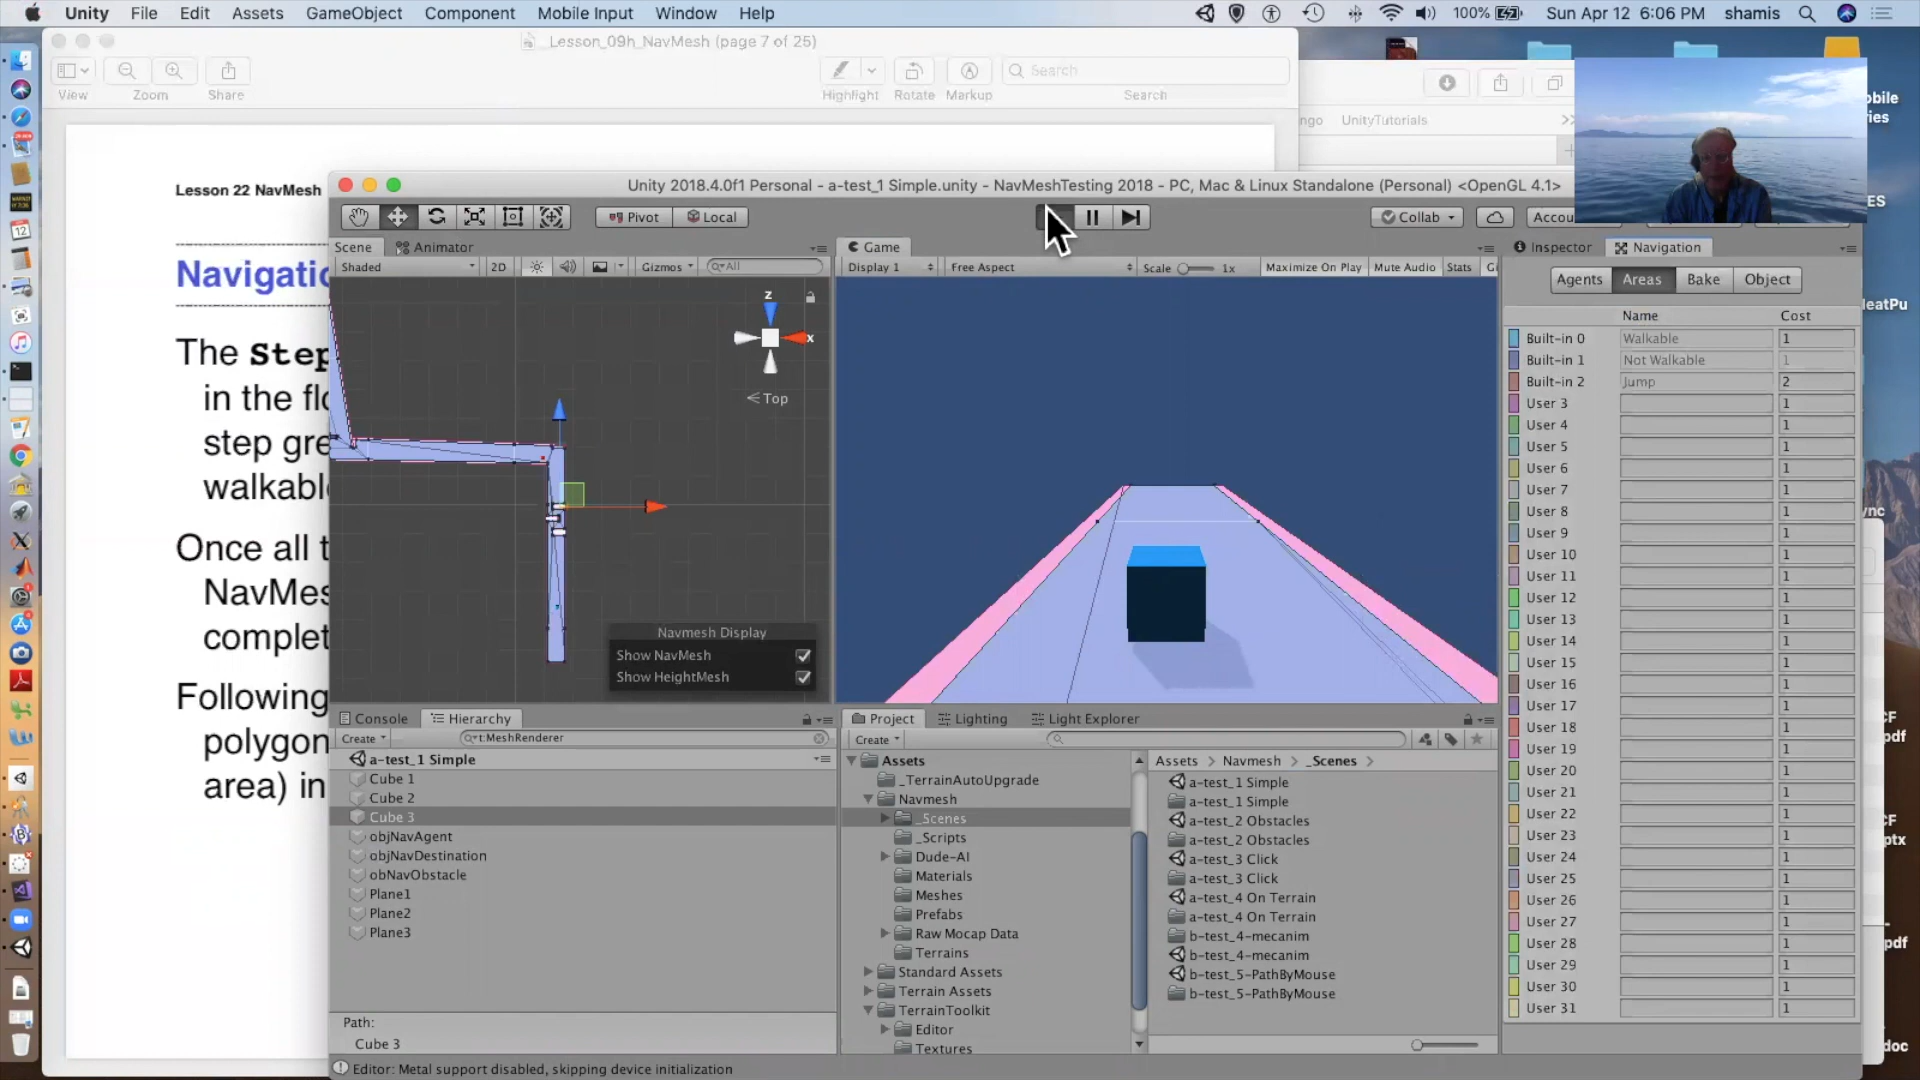 Unity File Edit Assets GameObject Component Mobile Input Window Help 100% Sun Apr 12 6:06 PM shamis
Lesson_09h_NavMesh (page 7 of 25)
Search
View Zoom Share Highlight Rotate Markup Search
UnityTutorials
Lesson 22 NavMesh
Unity 2018.4.0f1 Personal - a-test_1 Simple.unity - NavMeshTesting 2018 - PC, Mac & Linux Standalone (Personal) <OpenGL 4.1>
Pivot Local Collab
Scene Animator Game Inspector Navigation
Shaded 2D Gizmos All Display 1 Free Aspect Scale 1x Maximize On Play Mute Audio Stats
Agents Areas Bake Object
The Step
in the
step
Once all
Following
polygon
area) in
z
x
Top
Navmesh Display
Show NavMesh
Show HeightMesh
Name Cost
Built-in 0 Walkable 1
Built-in 1 Not Walkable 1
Built-in 2 Jump 2
User 3 1
User 4 1
User 5 1
User 6 1
User 7 1
User 8 1
User 9 1
User 10 1
User 11 1
User 12 1
User 13 1
User 14 1
User 15 1
User 16 1
User 17 1
User 18 1
User 19 1
User 20 1
User 21 1
User 22 1
User 23 1
User 24 1
User 25 1
User 26 1
User 27 1
User 28 1
User 29 1
User 30 1
User 31 1
Console Hierarchy
Create t:MeshRenderer
a-test_1 Simple
Cube 1
Cube 2
Cube 3
objNavAgent
objNavDestination
obNavObstacle
Plane1
Plane2
Plane3
Path:
Cube 3
Project Lighting Light Explorer
Create
Assets
_TerrainAutoUpgrade
Navmesh
_Scenes
_Scripts
Dude-AI
Materials
Meshes
Prefabs
Raw Mocap Data
Terrains
Standard Assets
Terrain Assets
TerrainToolkit
Editor
Textures
Assets > Navmesh > _Scenes >
a-test_1 Simple
a-test_1 Simple
a-test_2 Obstacles
a-test_2 Obstacles
a-test_3 Click
a-test_3 Click
a-test_4 On Terrain
a-test_4 On Terrain
b-test_4-mecanim
b-test_4-mecanim
b-test_5-PathByMouse
b-test_5-PathByMouse
Editor: Metal support disabled, skipping device initialization